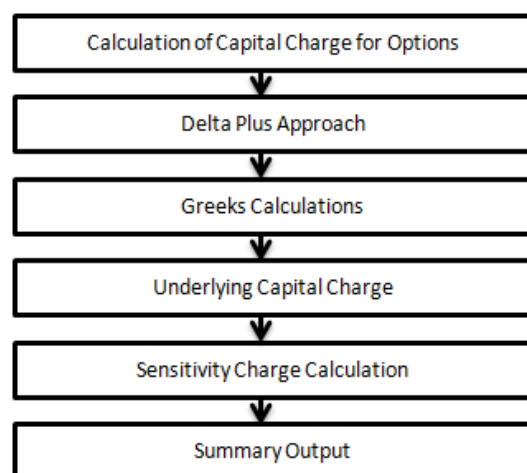 Calculation of Capital Charge for Options
Delta Plus Approach
Greeks Calculations
Underlying Capital Charge
Sensitivity Charge Calculation
Summary Output